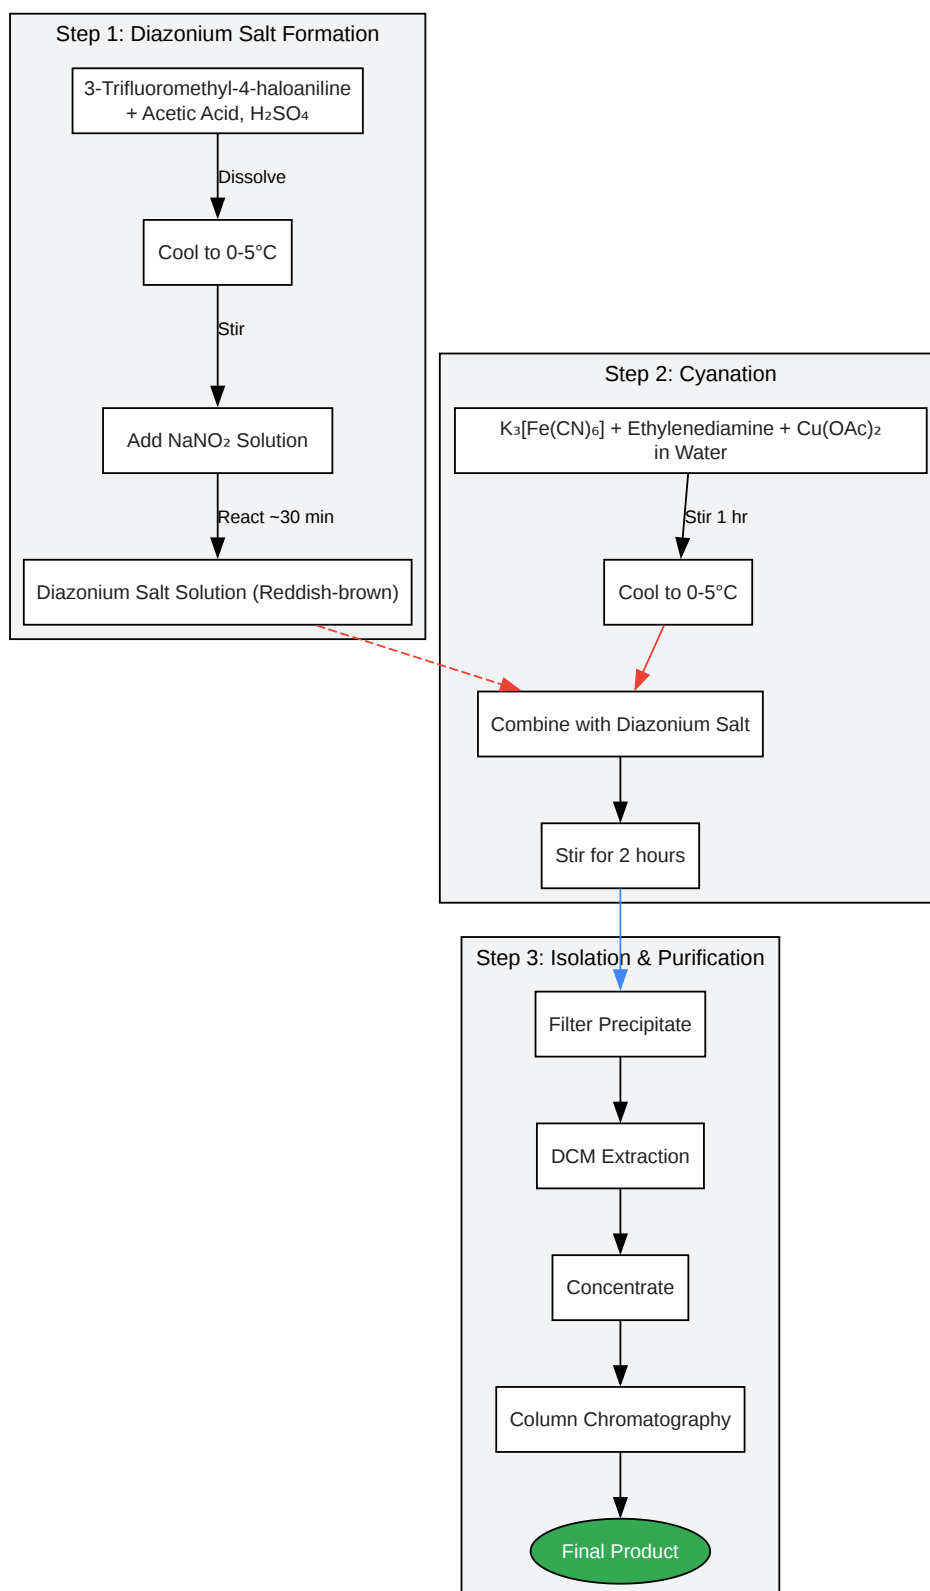 Step 1: Diazonium Salt Formation
3-Trifluoromethyl-4-haloaniline
+ Acetic Acid, H₂SO₄
Dissolve
Cool to 0-5°C
Stir
Add NaNO₂ Solution
React ~30 min
Diazonium Salt Solution (Reddish-brown)
Step 2: Cyanation
K₃[Fe(CN)₆] + Ethylenediamine + Cu(OAc)₂
in Water
Stir 1 hr
Cool to 0-5°C
Combine with Diazonium Salt
Stir for 2 hours
Step 3: Isolation & Purification
Filter Precipitate
DCM Extraction
Concentrate
Column Chromatography
Final Product